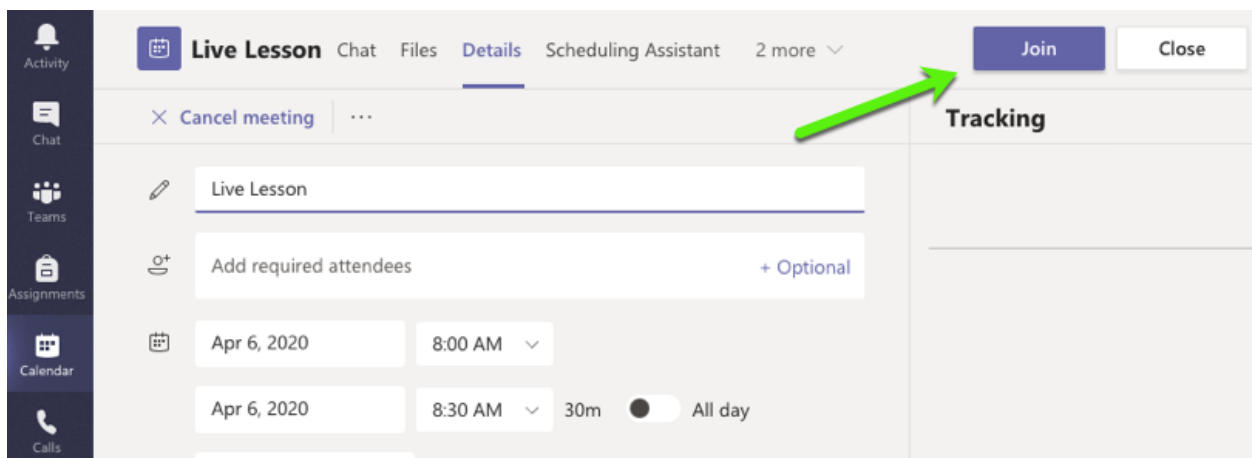 Activity
Chat
Teams
Assignments
Calendar
Calls
Live Lesson Chat Files Details Scheduling Assistant 2 more Join Close
Cancel meeting ...
Tracking
Live Lesson
Add required attendees + Optional
Apr 6, 2020 8:00 AM
Apr 6, 2020 8:30 AM 30m All day